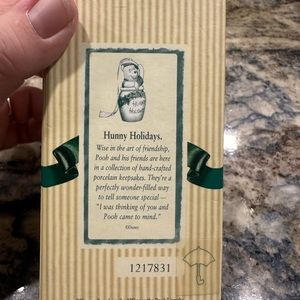 Hunny Holidays.
Wise in the art of friendship,
Pooh and his friends are here
in a collection of hand-crafted
porcelain keepsakes. They're a
perfectly wonder-filled way
to tell someone special —
"I was thinking of you and
Pooh came to mind."
©Disney
1217831